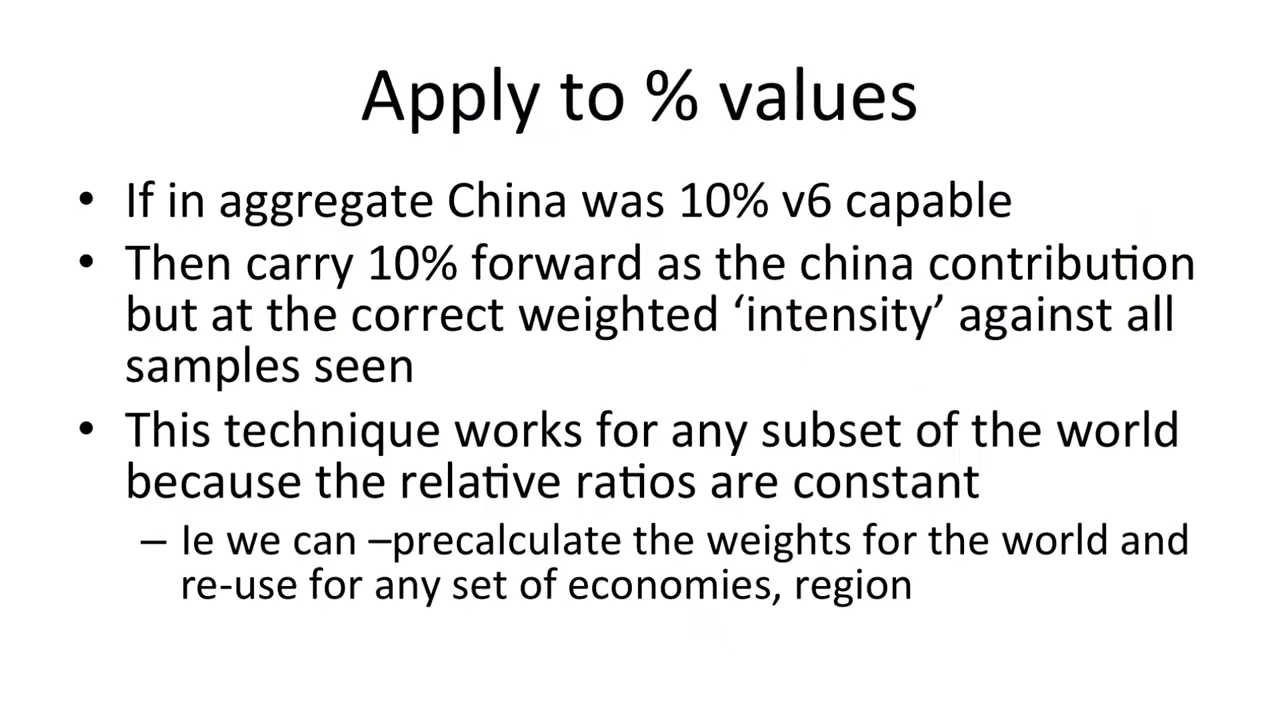 Apply to % values
• If in aggregate China was 10% v6 capable
• Then carry 10% forward as the china contribution
but at the correct weighted ‘intensity’ against all
samples seen
• This technique works for any subset of the world
because the relative ratios are constant
– Ie we can –precalculate the weights for the world and
re-use for any set of economies, region